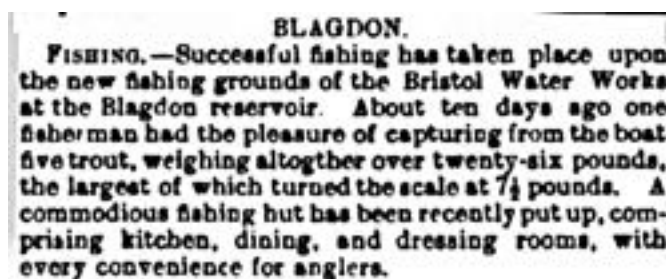 BLAGDON.
FISHING.—Successful fishing has taken place upon
the new fishing grounds of the Bristol Water Works
at the Blagdon reservoir. About ten days ago one
fisherman had the pleasure of capturing from the boat
five trout, weighing altogther over twenty-six pounds,
the largest of which turned the scale at 7½ pounds. A
commodious fishing hut has been recently put up, com-
prising kitchen, dining, and dressing rooms, with
every convenience for anglers.